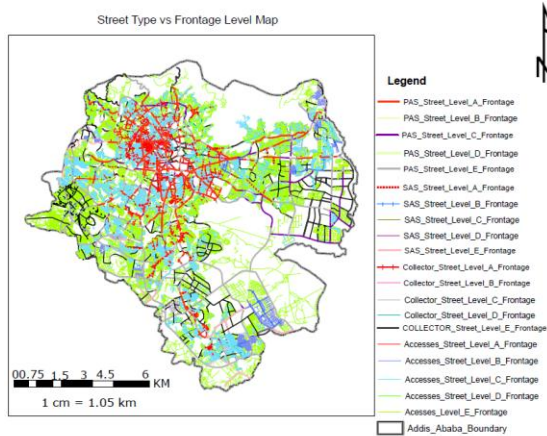 Street Type vs Frontage Level Map
N
Legend
PAS_Street_Level_A_Frontage
PAS_Street_Level_B_Frontage
PAS_Street_Level_C_Frontage
PAS_Street_Level_D_Frontage
PAS_Street_Level_E_Frontage
SAS_Street_Level_A_Frontage
SAS_Street_Level_B_Frontage
SAS_Street_Level_C_Frontage
SAS_Street_Level_D_Frontage
SAS_Street_Level_E_Frontage
Collector_Street_Level_A_Frontage
Collector_Street_Level_B_Frontage
Collector_Street_Level_C_Frontage
Collector_Street_Level_D_Frontage
COLLECTOR_Street_Level_E_Frontage
Accesses_Street_Level_A_Frontage
Accesses_Street_Level_B_Frontage
Accesses_Street_Level_C_Frontage
Accesses_Street_Level_D_Frontage
Acesses_Level_E_Frontage
Addis_Ababa_Boundary
00.75 1.5 3 4.5 6
KM
1 cm = 1.05 km